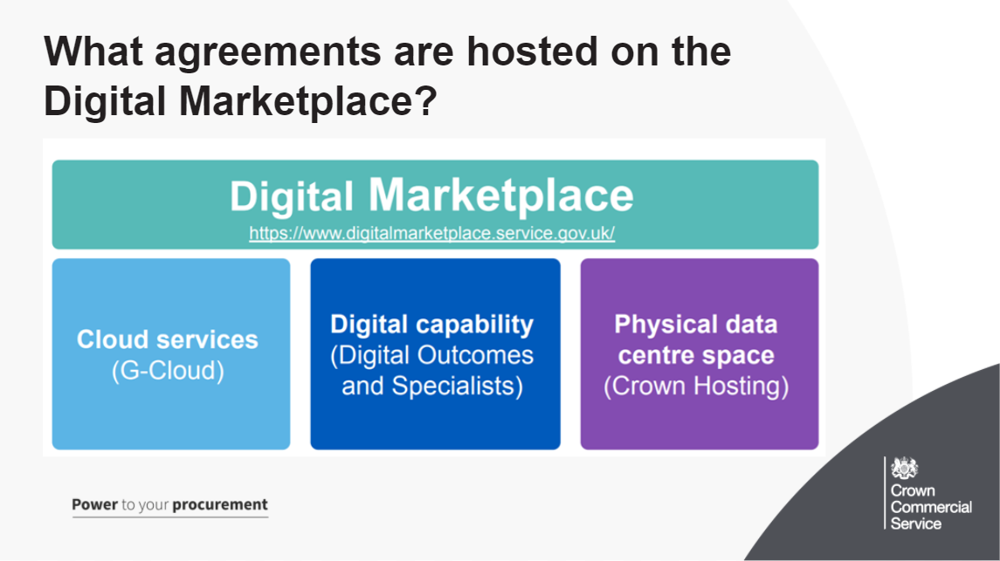 What agreements are hosted on the
Digital Marketplace?
Digital Marketplace
https://www.digitalmarketplace.service.gov.uk/
Cloud services
(G-Cloud)
Digital capability
(Digital Outcomes
and Specialists)
Physical data
centre space
(Crown Hosting)
Power to your procurement
Crown
Commercial
Service